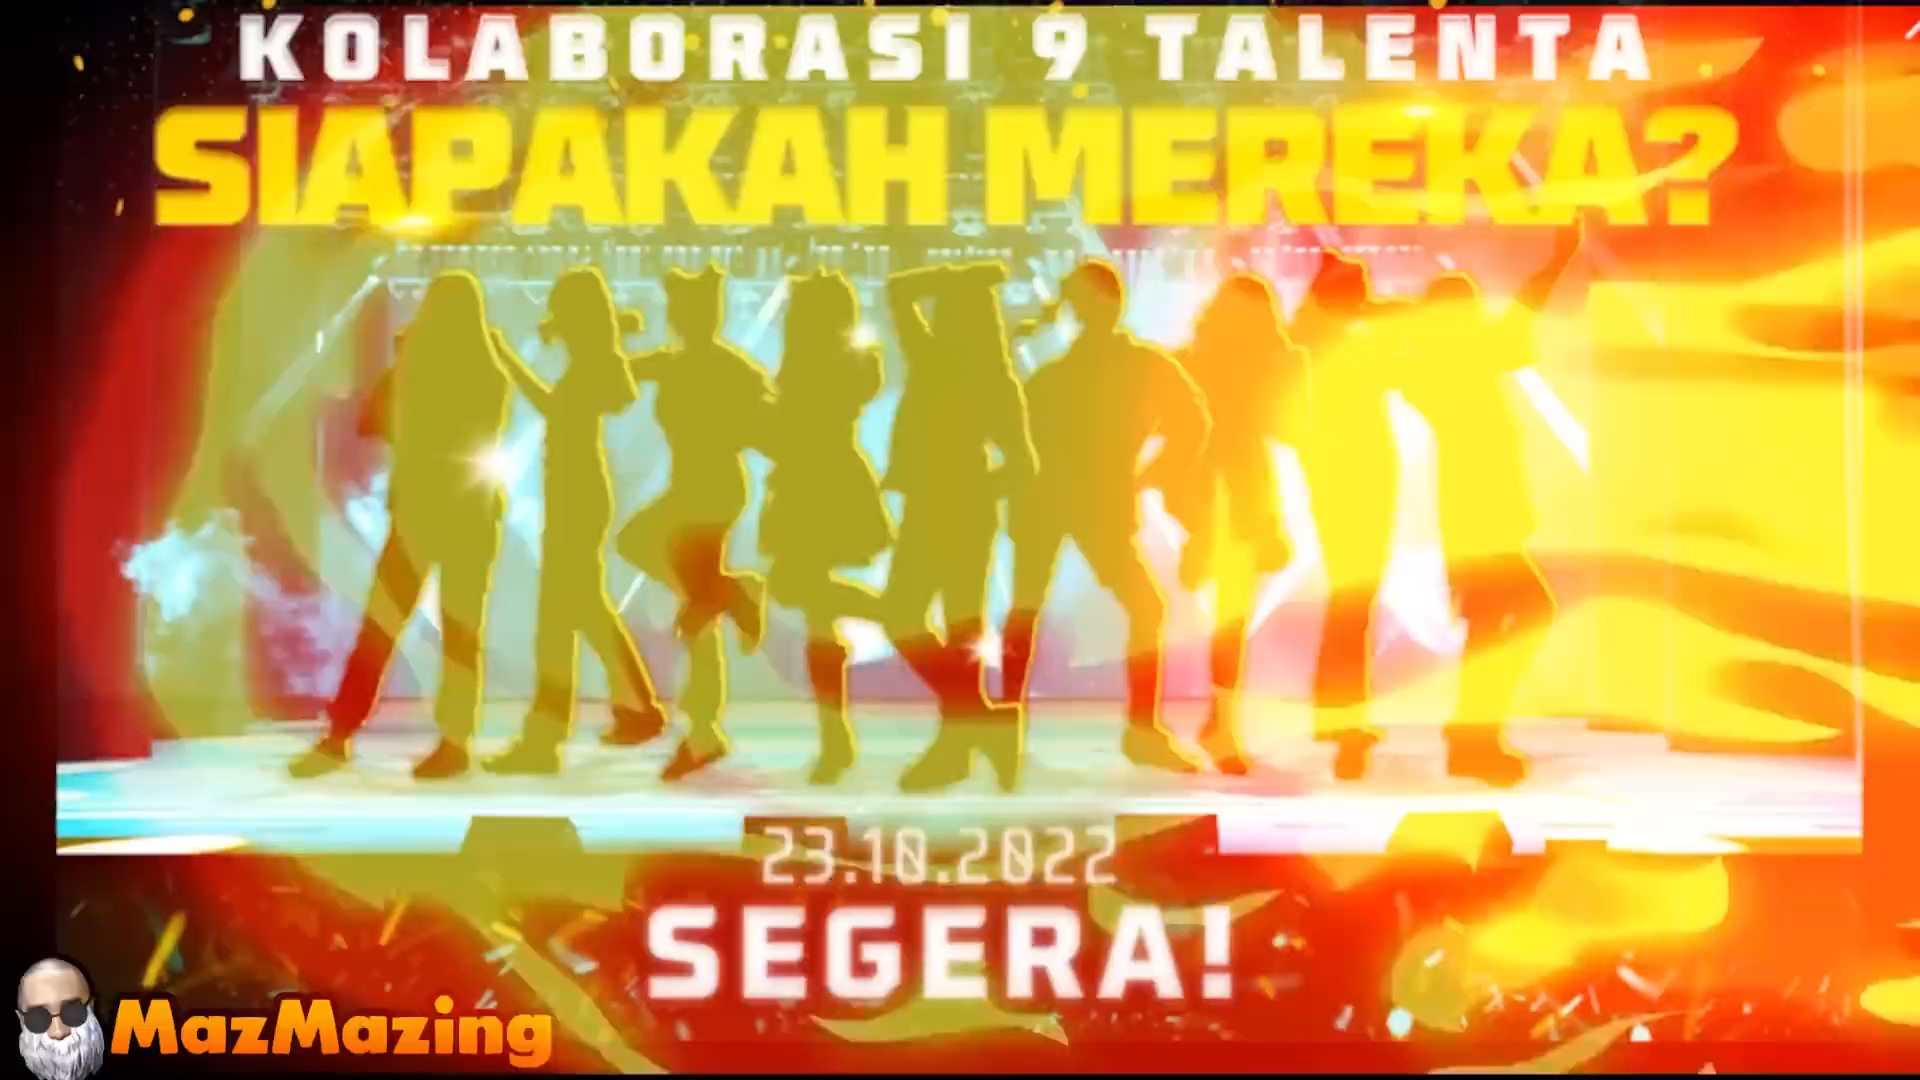 KOLABORASI 9 TALENTA
SIAPAKAH MEREKA?
23.10.2022
SEGERA!
MazMazing